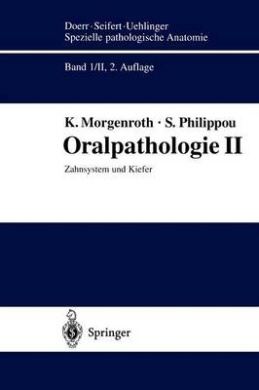 Doerr · Seifert · Uehlinger
Spezielle pathologische Anatomie
Band 1/II, 2. Auflage
K. Morgenroth · S. Philippou
Oralpathologie II
Zahnsystem und Kiefer
Springer